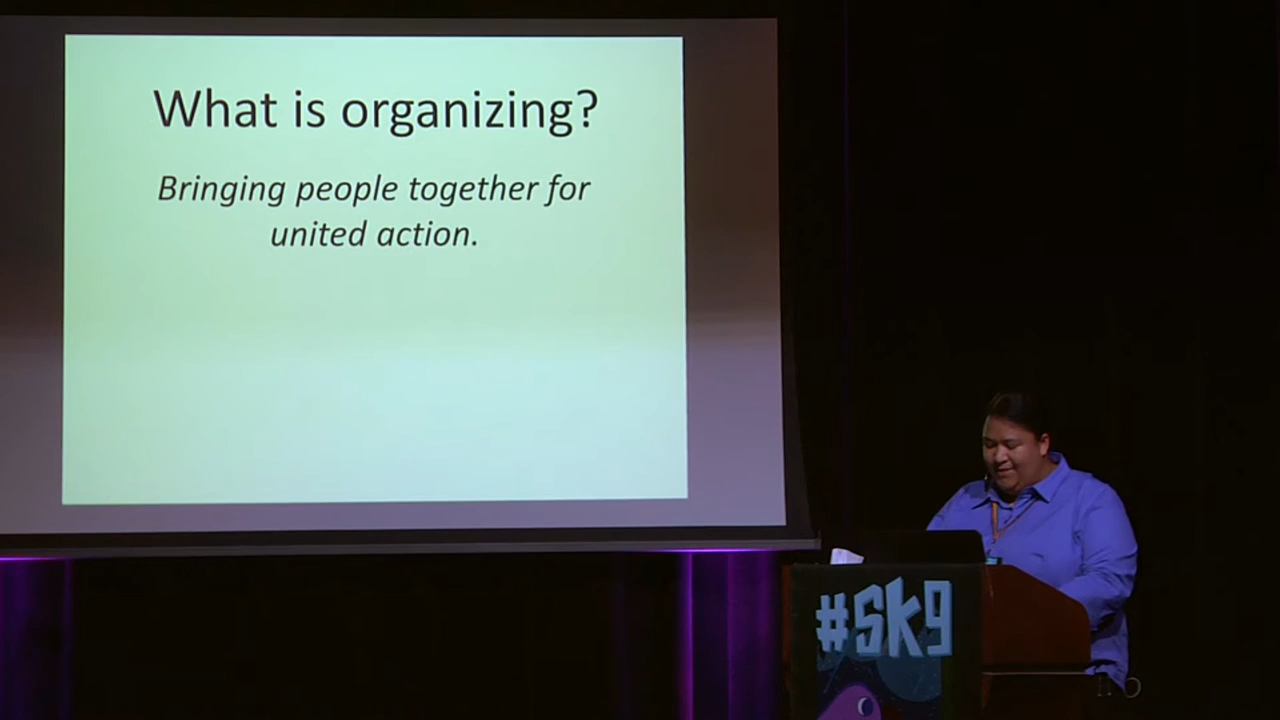 What is organizing?
Bringing people together for
united action.
#sk9